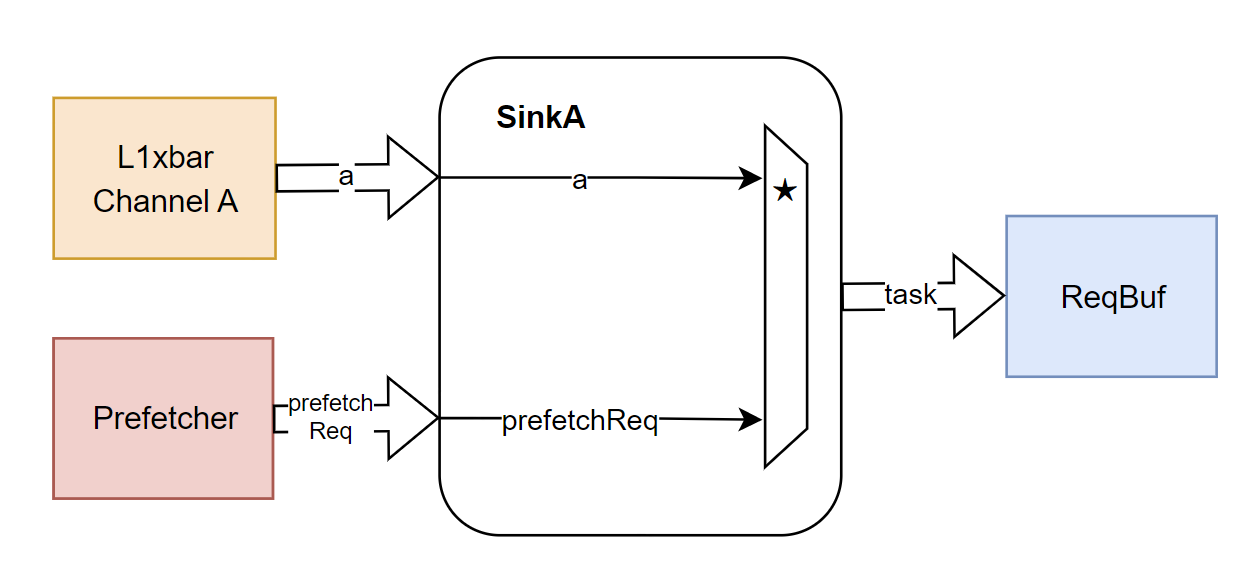 SinkA
L1xbar
Channel A
a
a
★
task
ReqBuf
Prefetcher
prefetch
Req
prefetchReq